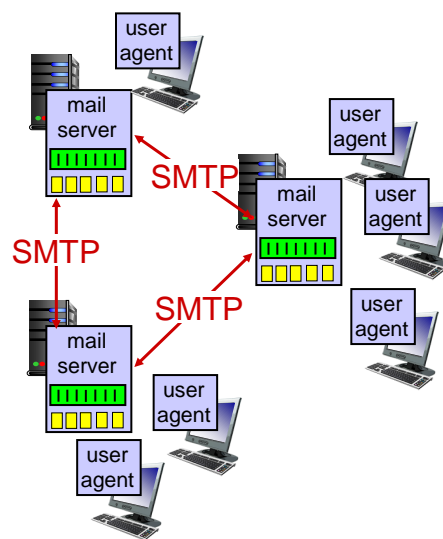 user
agent
mail
server
SMTP
user
agent
mail
server
user
agent
SMTP
SMTP
user
agent
mail
server
user
agent
user
agent